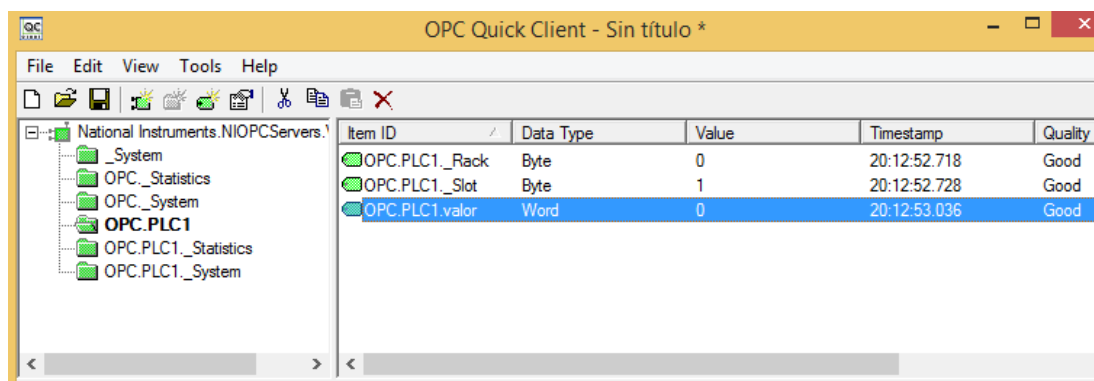 OPC Quick Client - Sin título *
File Edit View Tools Help
National Instruments.NIOPCServers.
_System
OPC._Statistics
OPC._System
OPC.PLC1
OPC.PLC1._Statistics
OPC.PLC1._System
Item ID Data Type Value Timestamp Quality
OPC.PLC1._Rack Byte 0 20:12:52.718 Good
OPC.PLC1._Slot Byte 1 20:12:52.728 Good
OPC.PLC1.valor Word 0 20:12:53.036 Good